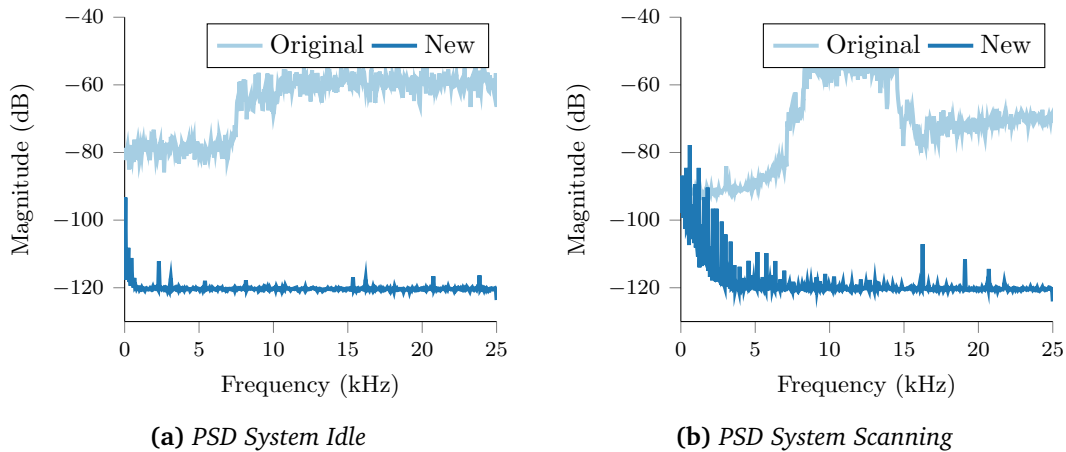 −40
−60
−80
−100
−120
Magnitude (dB)
Original New
0 5 10 15 20 25
Frequency (kHz)
(a) PSD System Idle
−40
−60
−80
−100
−120
Magnitude (dB)
Original New
0 5 10 15 20 25
Frequency (kHz)
(b) PSD System Scanning